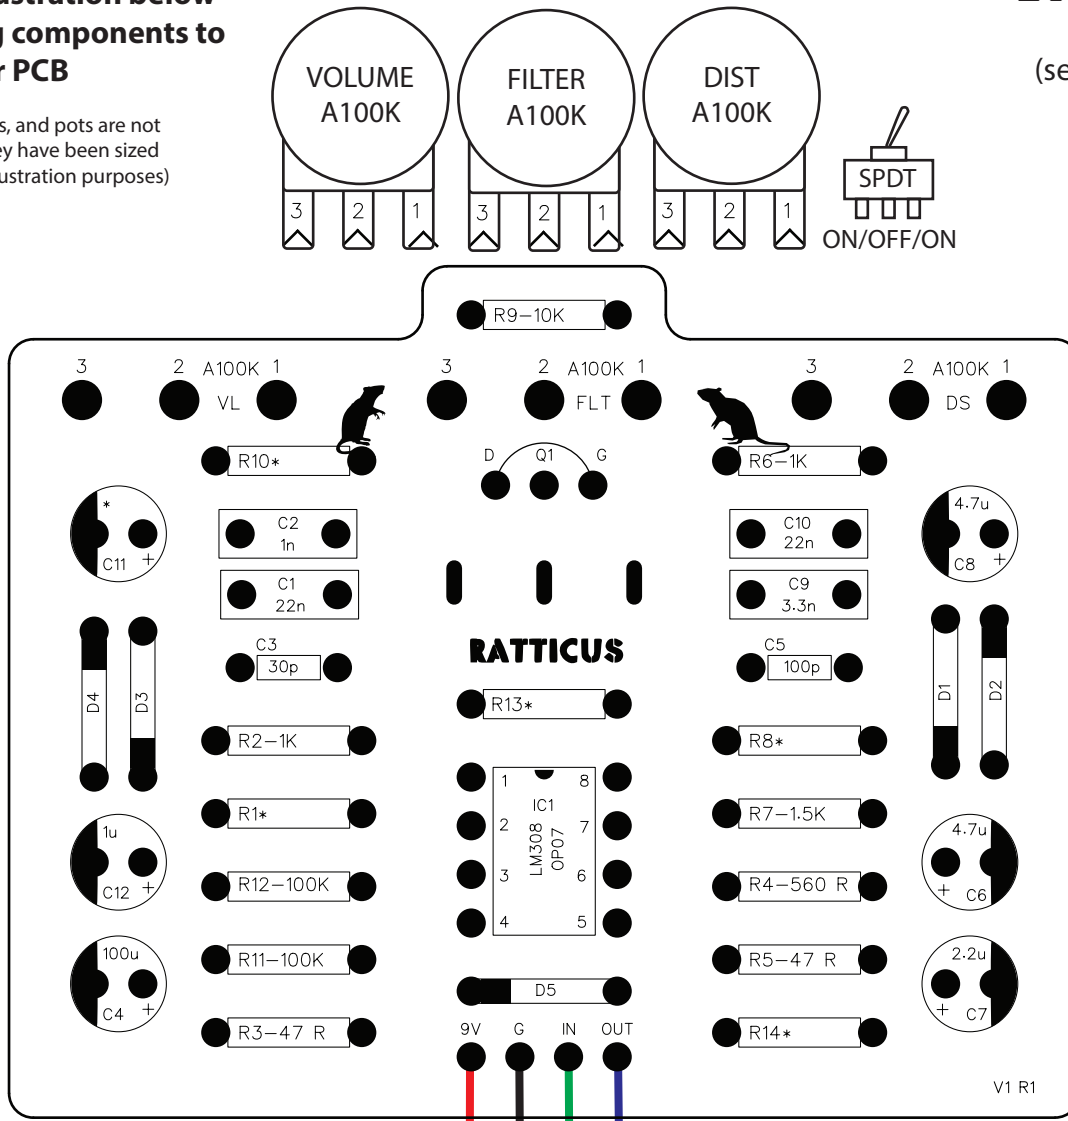 g components to
r PCB
s, and pots are not
ey have been sized
ustration purposes)
VOLUME
A100K
FILTER
A100K
DIST
A100K
(se
SPDT
ON/OFF/ON
3 2 1
3 2 1
3 2 1
R9-10K
3 2 A100K 1
VL
3 2 A100K 1
FLT
3 2 A100K 1
DS
R10*
D Q1 G
R6-1K
*
C11 +
C2
1n
C10
22n
4.7u
C8 +
C1
22n
C9
3.3n
C3
30p
RATTICUS
C5
100p
D4
D3
R13*
D1
D2
R2-1K
R8*
1 8
2 7
3 6
4 5
IC1
LM308
OP07
R1*
R7-1.5K
1u
C12 +
4.7u
+ C6
R12-100K
R4-560 R
R11-100K
R5-47 R
100u
C4 +
D5
2.2u
+ C7
R3-47 R
9V G IN OUT
R14*
V1 R1